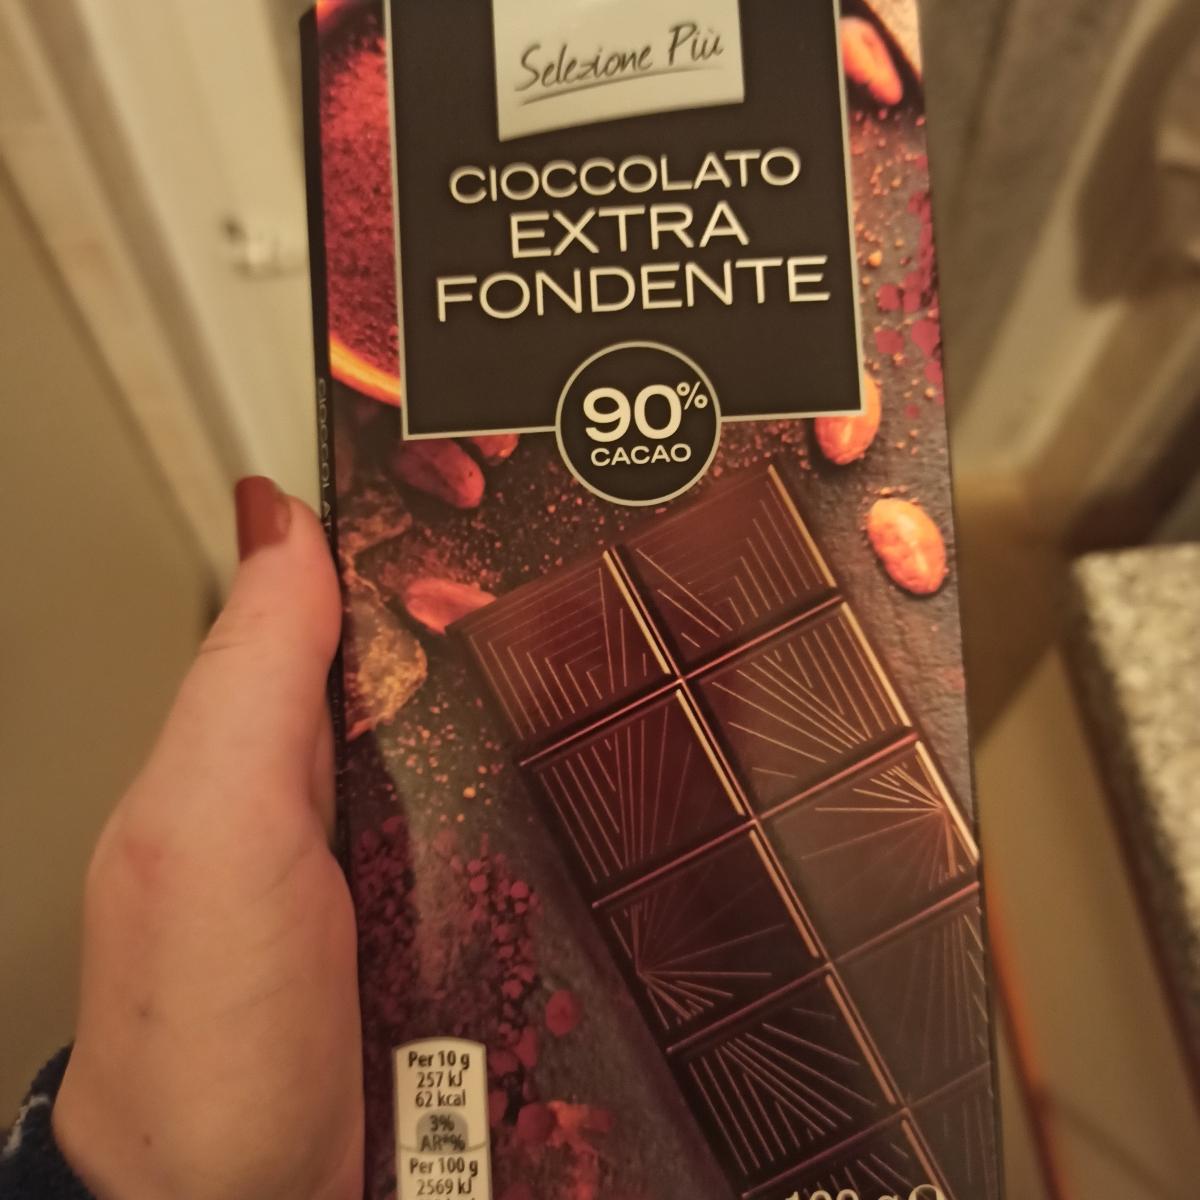 Selezione Più
CIOCCOLATO
EXTRA
FONDENTE
90%
CACAO
Per 10 g
257 kJ
62 kcal
3%
AR*%
Per 100 g
2569 kJ